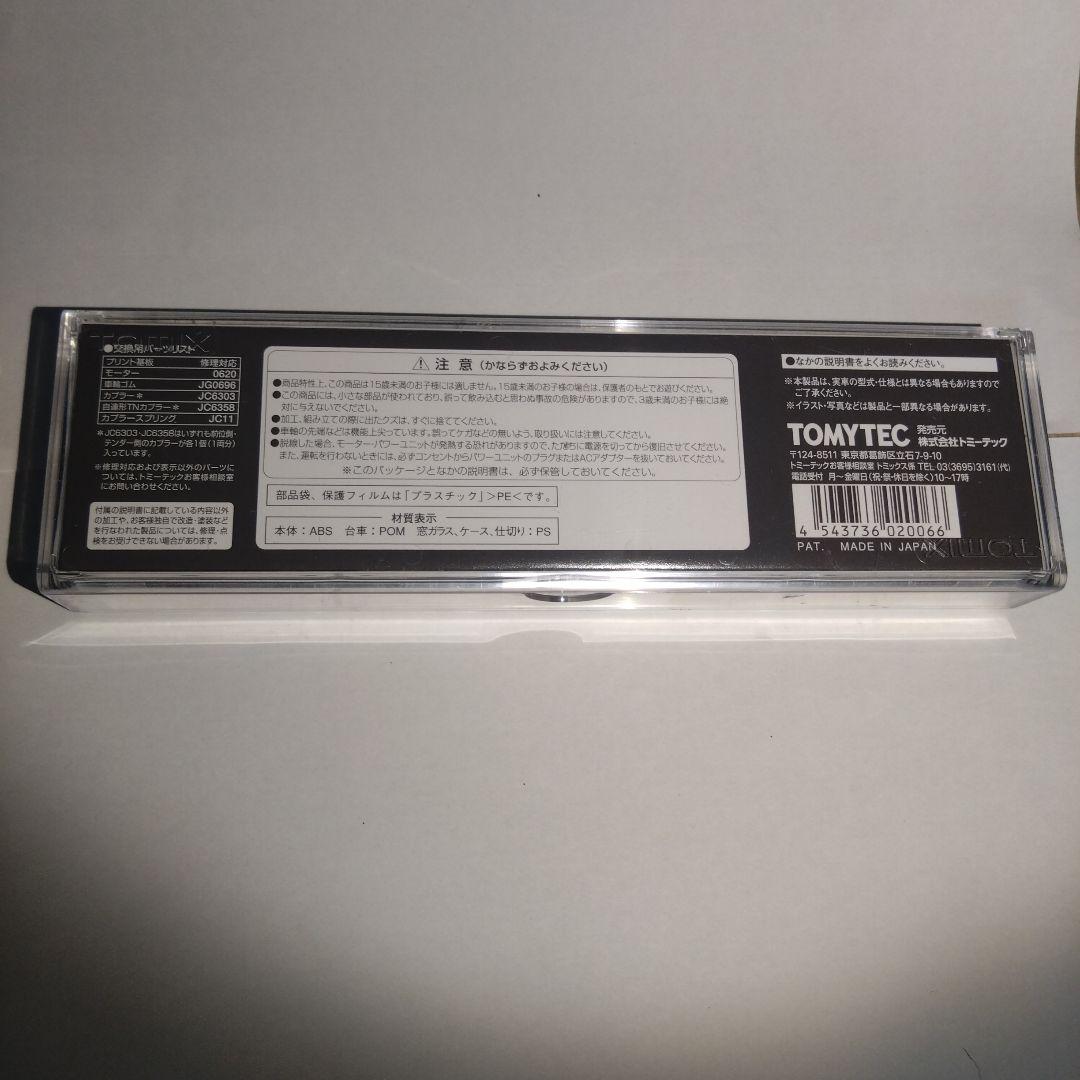 TOMIX
●交換用パーツリスト
プリント基板 修理対応
モーター 0620
車輪ゴム JG0696
カプラー＊ JC6303
自連形TNカプラー＊ JC6358
カプラースプリング JC11
＊JC6303・JC6358はいずれも前位側・
テンダー側のカプラーが各1個（1両分）
入っています。
※修理対応および表示以外のパーツに
ついては、トミーテックお客様相談室
にお問い合わせください。
付属の説明書に記載している内容以外
の加工や、お客様独自で改造・塗装など
を行なわれた製品については、修理・点
検をお受けできない場合があります。
⚠ 注 意 （かならずおよみください）
●商品特性上、この商品は15歳未満のお子様には適しません。15歳未満のお子様の場合は、保護者のもとでお遊びください。
●この商品には、小さな部品が使われており、誤って飲み込むと思わぬ事故の危険がありますので、3歳未満のお子様には絶
対に与えないでください。
●加工、組み立ての際に出たクズは、すぐに捨ててください。
●車軸の先端などは機能上尖っています。誤ってケガなどの無いよう、取り扱いには注意してください。
●脱線した場合、モーター・パワーユニットが発熱する恐れがありますので、ただちに電源を切ってから復旧させてください。
また、運転を行わないときには、必ずコンセントからパワーユニットのプラグまたはACアダプターを抜いておいてください。
※このパッケージとなかの説明書は、必ず保管しておいてください。
部品袋、保護フィルムは「プラスチック」＞PE＜です。
材質表示
本体：ABS 台車：POM 窓ガラス、ケース、仕切り：PS
●なかの説明書をよくお読みください。
※本製品は、実車の型式・仕様とは異なる場合もありますので
ご了承ください。
※イラスト・写真などは製品と一部異なる場合があります。
TOMYTEC 発売元 株式会社トミーテック
〒124-8511 東京都葛飾区立石7-9-10
トミーテックお客様相談室 トミックス係 TEL 03(3695)3161(代)
電話受付 月〜金曜日（祝・祭・休日を除く）10〜17時
4 543736 020066
PAT. MADE IN JAPAN
TOMIX